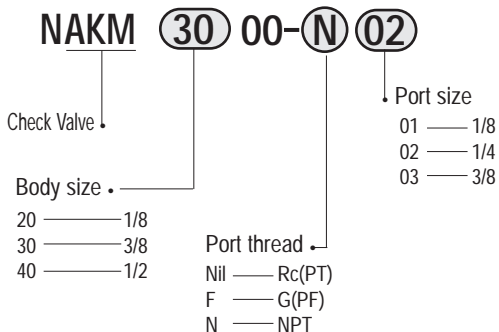 NAKM 30 00-N 02
Port size
01 1/8
02 1/4
03 3/8
Check Valve
Body size
20 1/8
30 3/8
40 1/2
Port thread
Nil Rc(PT)
F G(PF)
N NPT